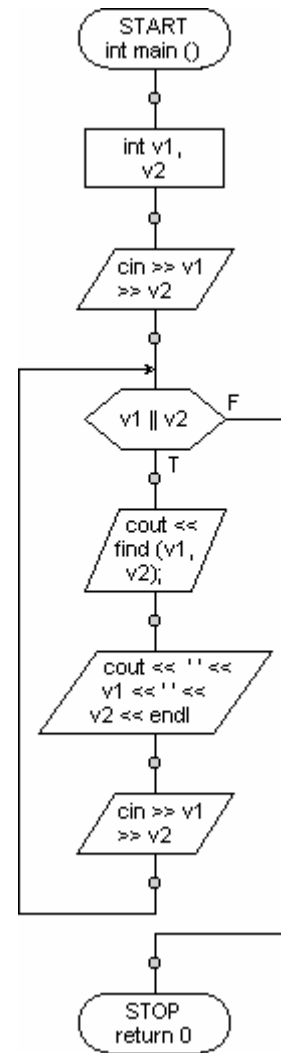 START
int main ()
int v1,
v2
cin >> v1
>> v2
v1 || v2
F
T
cout <<
find (v1,
v2);
cout << ' ' <<
v1 << ' ' <<
v2 << endl
cin >> v1
>> v2
STOP
return 0